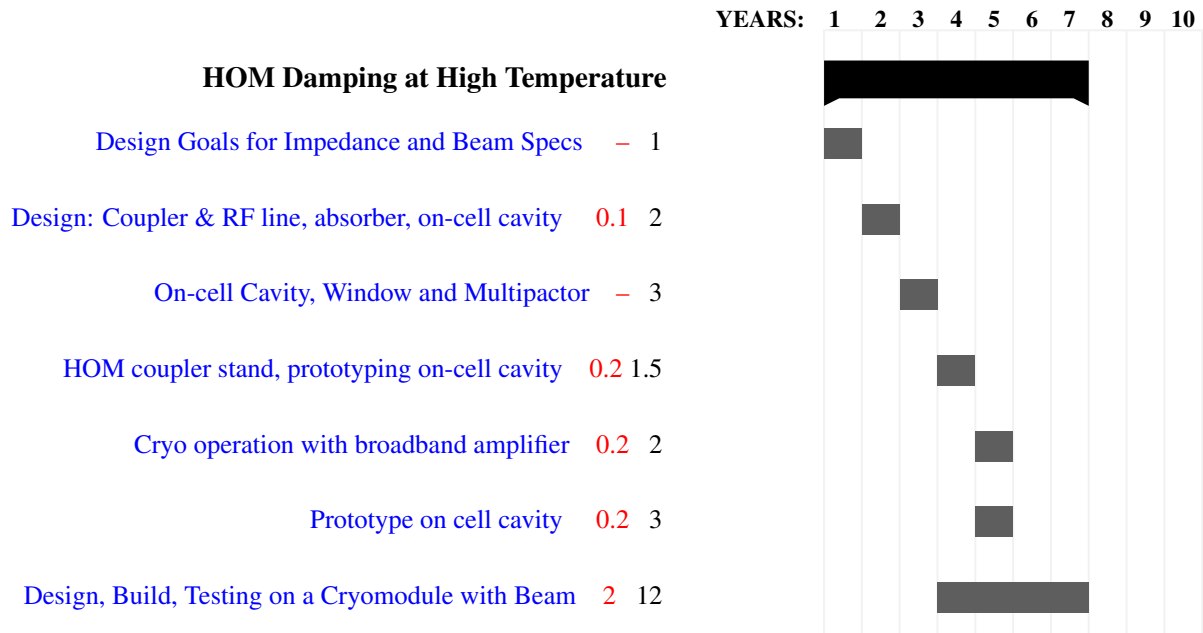 YEARS: 1 2 3 4 5 6 7 8 9 10
HOM Damping at High Temperature
Design Goals for Impedance and Beam Specs – 1
Design: Coupler & RF line, absorber, on-cell cavity 0.1 2
On-cell Cavity, Window and Multipactor – 3
HOM coupler stand, prototyping on-cell cavity 0.2 1.5
Cryo operation with broadband amplifier 0.2 2
Prototype on cell cavity 0.2 3
Design, Build, Testing on a Cryomodule with Beam 2 12